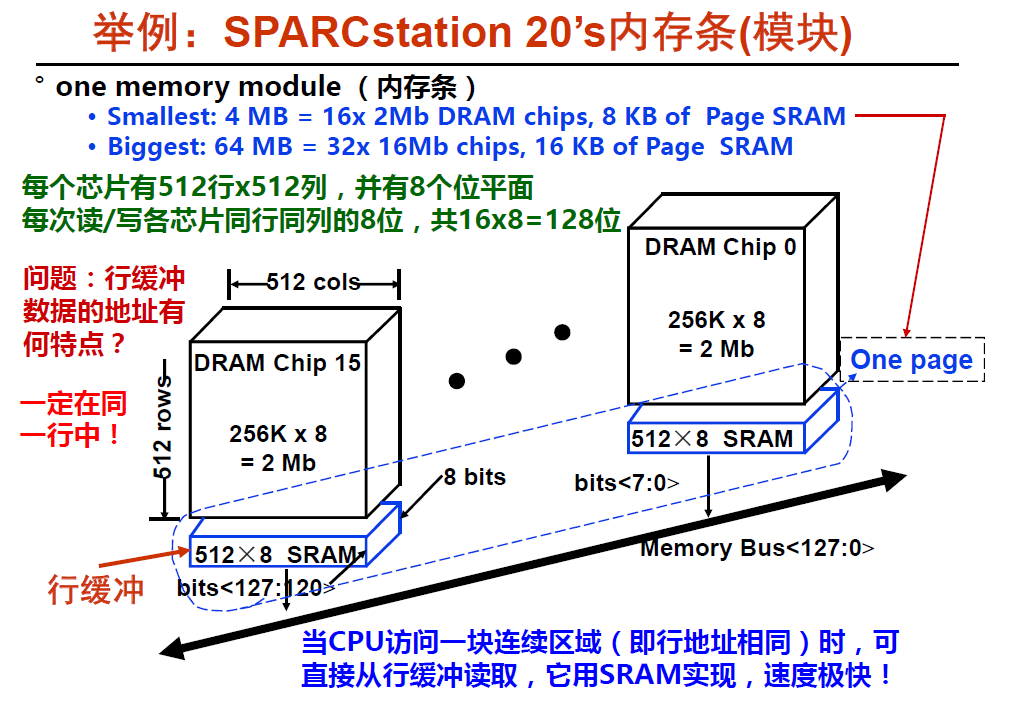 举例：SPARCstation 20’s内存条(模块)
° one memory module （内存条）
• Smallest: 4 MB = 16x 2Mb DRAM chips, 8 KB of Page SRAM
• Biggest: 64 MB = 32x 16Mb chips, 16 KB of Page SRAM
每个芯片有512行x512列，并有8个位平面
每次读/写各芯片同行同列的8位，共16x8=128位
问题：行缓冲
数据的地址有
何特点？
一定在同
一行中！
512 cols
DRAM Chip 15
512 rows
256K x 8
= 2 Mb
8 bits
512×8 SRAM
bits<127:120>
行缓冲
DRAM Chip 0
256K x 8
= 2 Mb
One page
512×8 SRAM
bits<7:0>
Memory Bus<127:0>
当CPU访问一块连续区域（即行地址相同）时，可
直接从行缓冲读取，它用SRAM实现，速度极快！